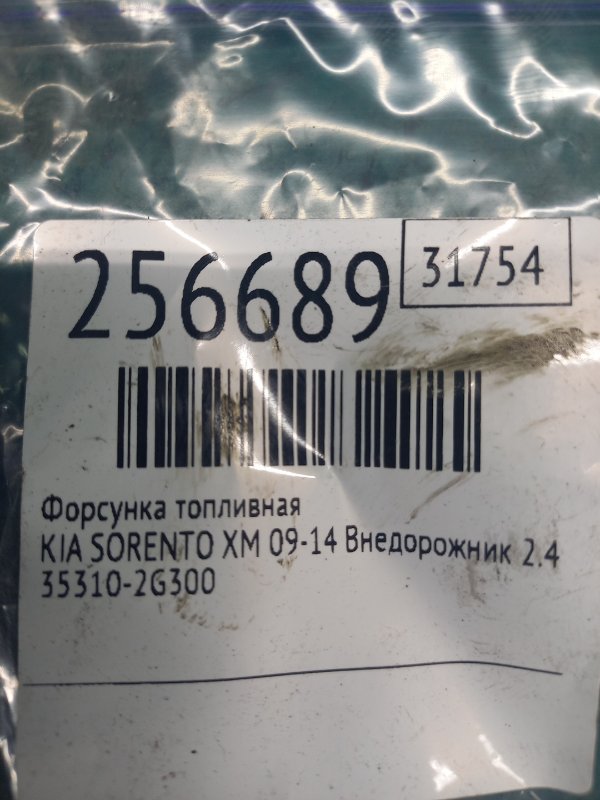 256689
31754
Форсунка топливная
KIA SORENTO XM 09-14 Внедорожник 2.4
35310-2G300